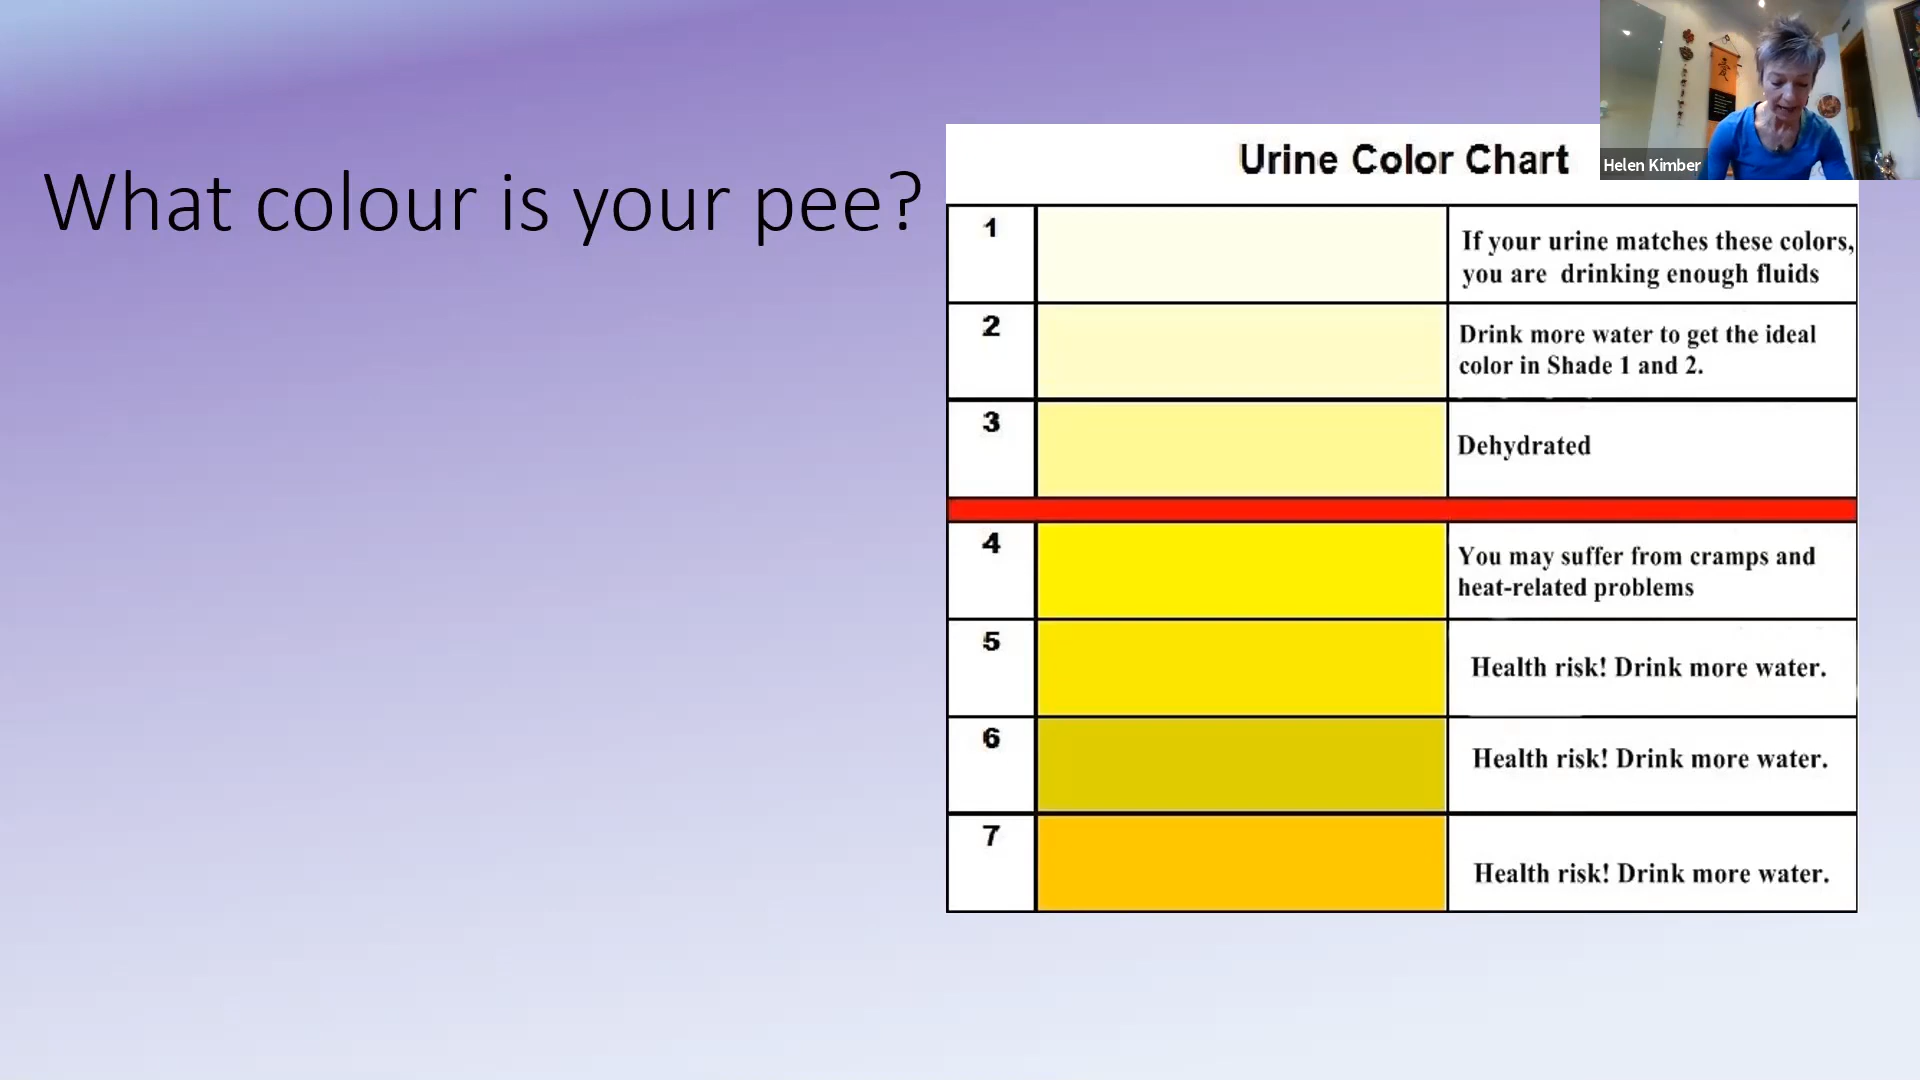 What colour is your pee?
Urine Color Chart
Helen Kimber
1
If your urine matches these colors,
you are drinking enough fluids
2
Drink more water to get the ideal
color in Shade 1 and 2.
3
Dehydrated
4
You may suffer from cramps and
heat-related problems
5
Health risk! Drink more water.
6
Health risk! Drink more water.
7
Health risk! Drink more water.